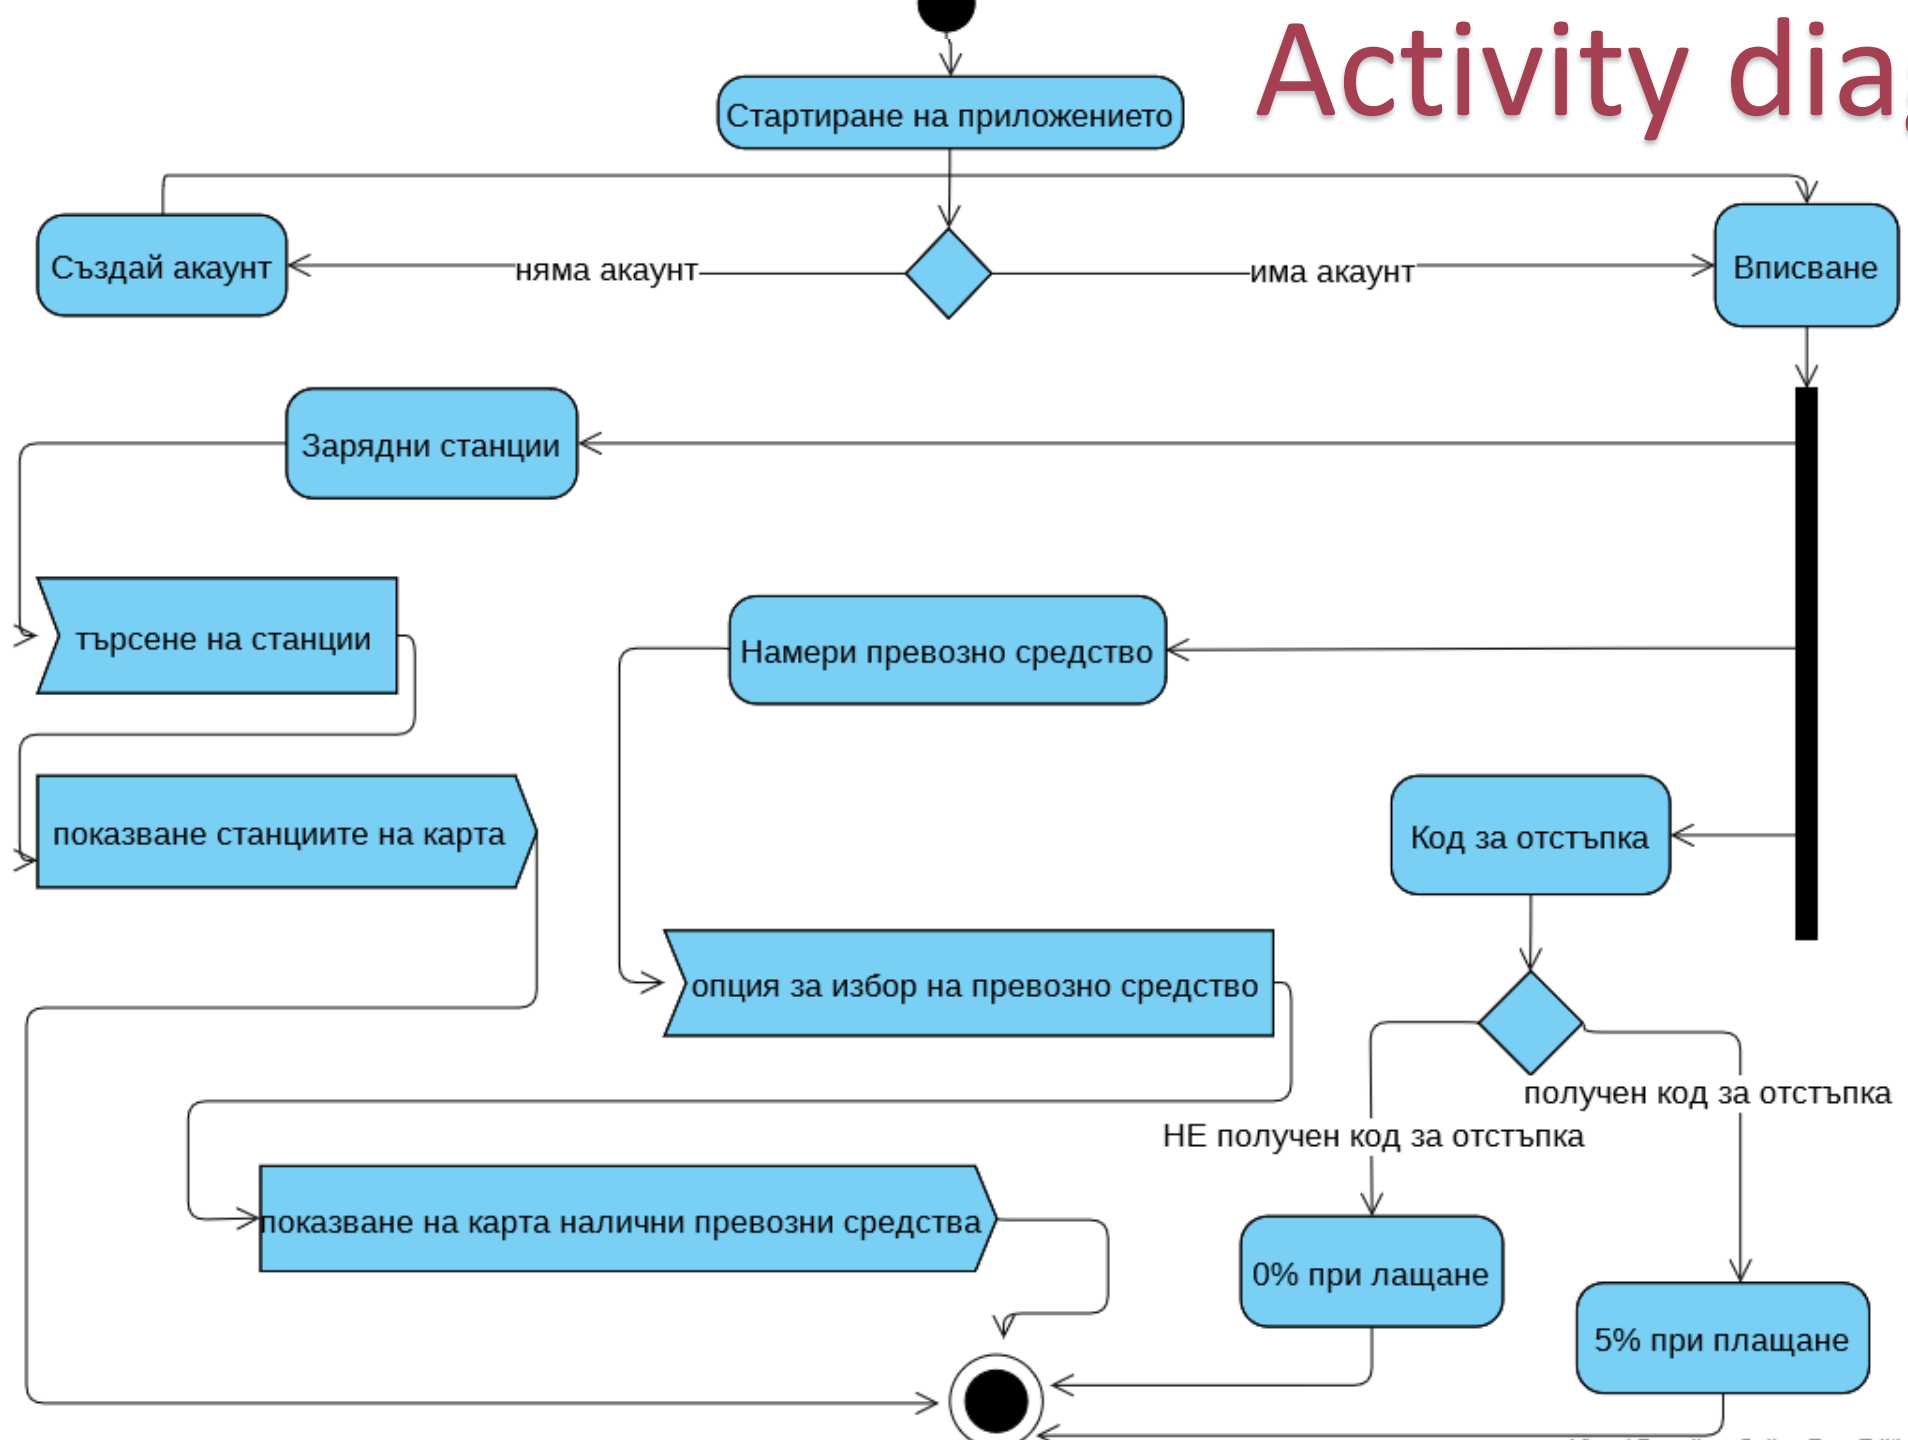 Activity dia
Стартиране на приложението
Създай акаунт
няма акаунт
има акаунт
Вписване
Зарядни станции
търсене на станции
Намери превозно средство
показване станциите на карта
Код за отстъпка
опция за избор на превозно средство
получен код за отстъпка
НЕ получен код за отстъпка
показване на карта налични превозни средства
0% при лащане
5% при плащане